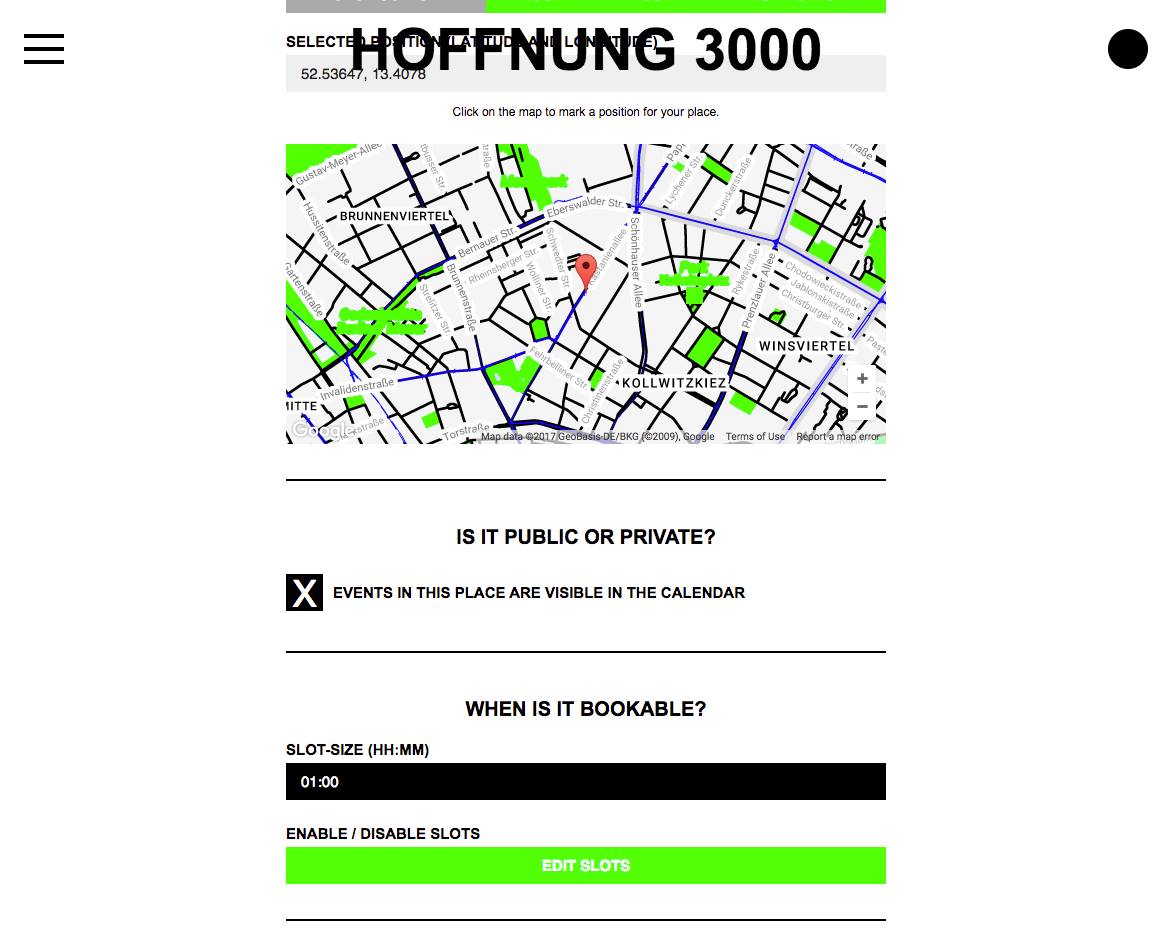 HOFFNUNG 3000
SELECTED POSITION (LATITUDE AND LONGITUDE)
52.53647, 13.4078
Click on the map to mark a position for your place.
Gustav-Meyer-Allee
Eberswalder Str.
Lychener Str.
Dunckerstraße
BRUNNENVIERTEL
Hussitenstraße
Bernauer Str.
Schwedter Str.
Kastanienallee
Schönhauser Allee
Rheinsberger Str.
Wolliner Str.
Brunnenstraße
Strelitzer Str.
Gartenstraße
Prenzlauer Allee
Chodowieckistraße
Jablonskistraße
Christburger Str.
WINSVIERTEL
Fehrbelliner Str.
Christinenstraße
KOLLWITZKIEZ
Invalidenstraße
MITTE
Torstraße
Google
Map data ©2017 GeoBasis-DE/BKG (©2009), Google
Terms of Use
Report a map error
+
−
IS IT PUBLIC OR PRIVATE?
X EVENTS IN THIS PLACE ARE VISIBLE IN THE CALENDAR
WHEN IS IT BOOKABLE?
SLOT-SIZE (HH:MM)
01:00
ENABLE / DISABLE SLOTS
EDIT SLOTS